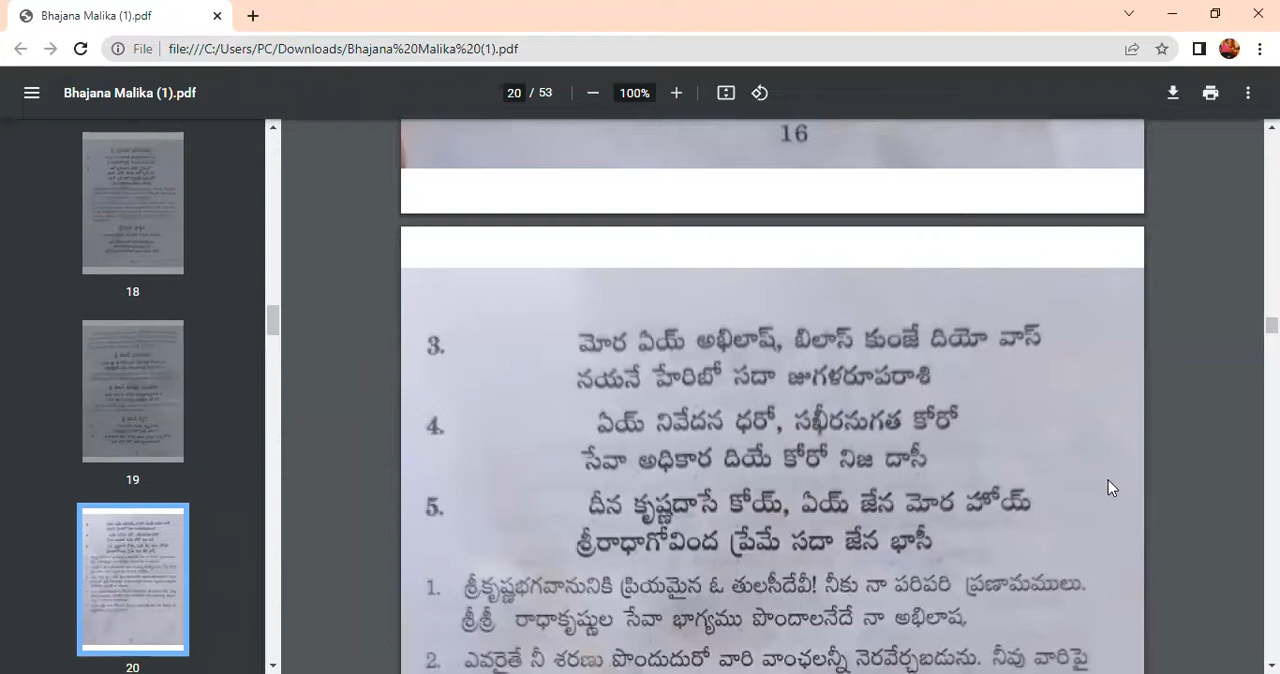 Bhajana Malika (1).pdf
File file:///C:/Users/PC/Downloads/Bhajana%20Malika%20(1).pdf
Bhajana Malika (1).pdf
20 / 53
100%
18
19
20
16
3. మోర ఏయ్ అభిలాష్, బిలాస్ కుంజే దియో వాస్
నయనే హేరిబో సదా జుగళరూపరాశి
4. ఏయ్ నివేదన ధరో, సఖీరనుగత కోరో
సేవా అధికార దియే కోరో నిజ దాసీ
5. దీన కృష్ణదాసే కోయ్, ఏయ్ జేన మోర హోయ్
శ్రీరాధాగోవింద ప్రేమే సదా జేన భాసీ
1. శ్రీకృష్ణభగవానునికి ప్రియమైన ఓ తులసీదేవీ! నీకు నా పరిపరి ప్రణామములు.
శ్రీశ్రీ రాధాకృష్ణుల సేవా భాగ్యము పొందాలనేదే నా అభిలాష.
2. ఎవరైతే నీ శరణు పొందుదురో వారి వాంఛలన్నీ నెరవేర్చబడును. నీవు వారిపై